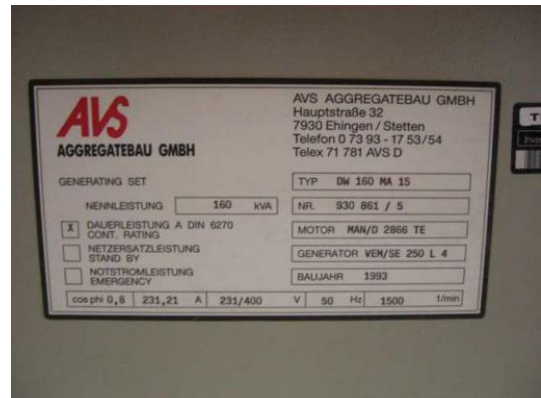 AVS
AGGREGATEBAU GMBH
AVS AGGREGATEBAU GMBH
Hauptstraße 32
7930 Ehingen / Stetten
Telefon 0 73 93 - 17 53/54
Telex 71 781 AVS D
GENERATING SET
NENNLEISTUNG 160 kVA
X DAUERLEISTUNG A DIN 6270
CONT. RATING
NETZERSATZLEISTUNG
STAND BY
NOTSTROMLEISTUNG
EMERGENCY
TYP DW 160 MA 15
NR. 930 861 / 5
MOTOR MAN/D 2866 TE
GENERATOR VEM/SE 250 L 4
BAUJAHR 1993
cos phi 0,8 231,21 A 231/400 V 50 Hz 1500 1/min